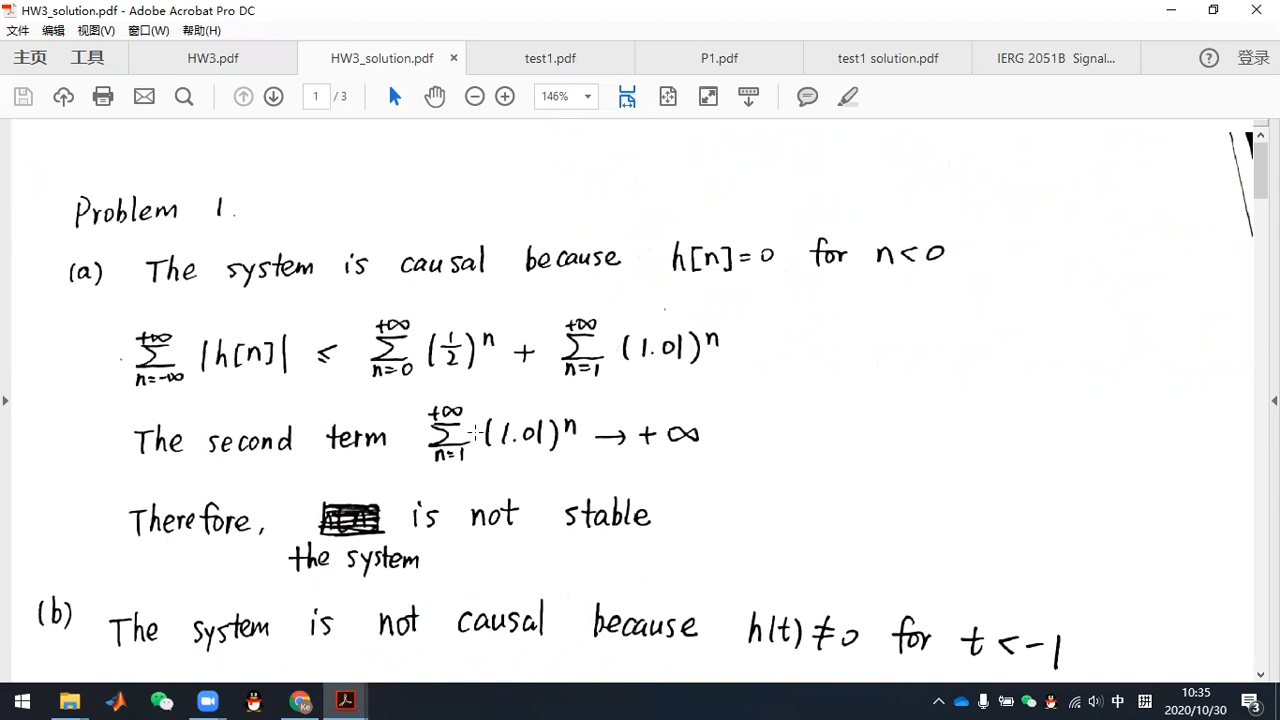 HW3_solution.pdf - Adobe Acrobat Pro DC
文件 编辑 视图(V) 窗口(W) 帮助(H)
主页 工具 HW3.pdf HW3_solution.pdf × test1.pdf P1.pdf test1 solution.pdf IERG 2051B Signal... 登录
1 / 3 146%
Problem 1.
(a) The system is causal because h[n]=0 for n<0
+∞ ∑ n=-∞ |h[n]| ≤ +∞ ∑ n=0 (1/2)^n + +∞ ∑ n=1 (1.01)^n
The second term +∞ ∑ n=1 (1.01)^n → +∞
Therefore, is not stable
the system
(b) The system is not causal because h(t)≠0 for t<-1
中 拼 10:35
2020/10/30 3